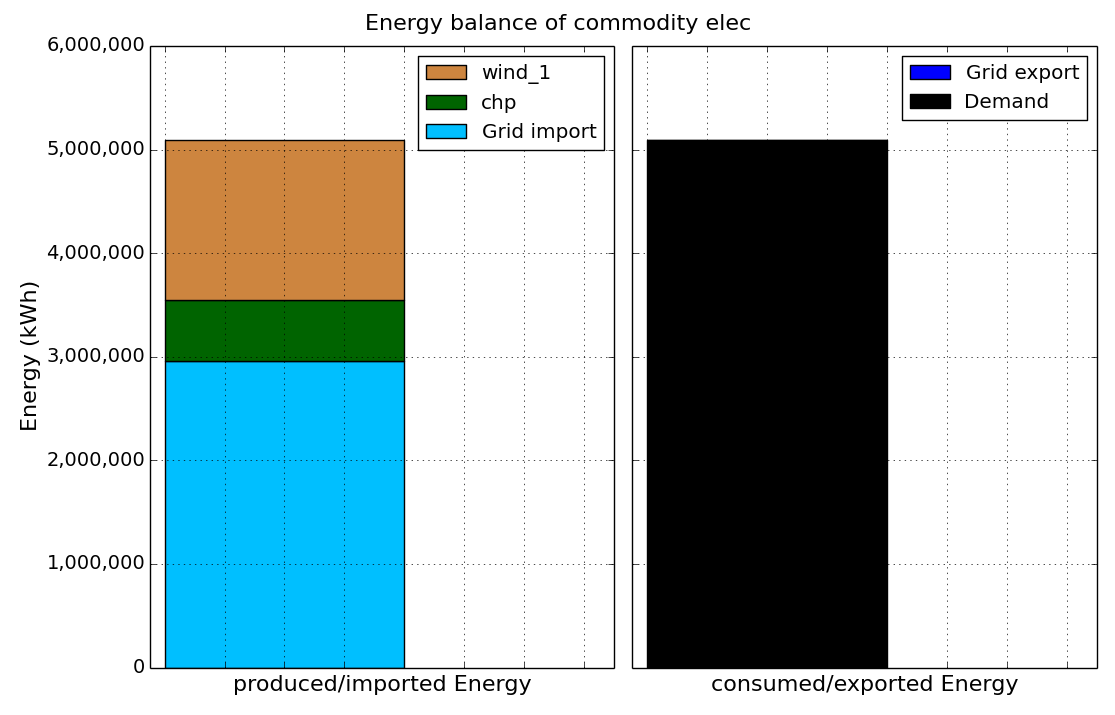 Energy balance of commodity elec
Energy (kWh)
6,000,000
5,000,000
4,000,000
3,000,000
2,000,000
1,000,000
0
wind_1
chp
Grid import
produced/imported Energy
Grid export
Demand
consumed/exported Energy